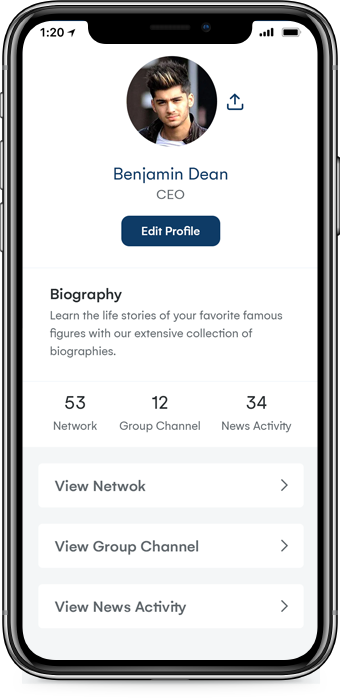 1:20
Benjamin Dean
CEO
Edit Profile
Biography
Learn the life stories of your favorite famous
figures with our extensive collection of
biographies.
53 12 34
Network Group Channel News Activity
View Netwok
View Group Channel
View News Activity